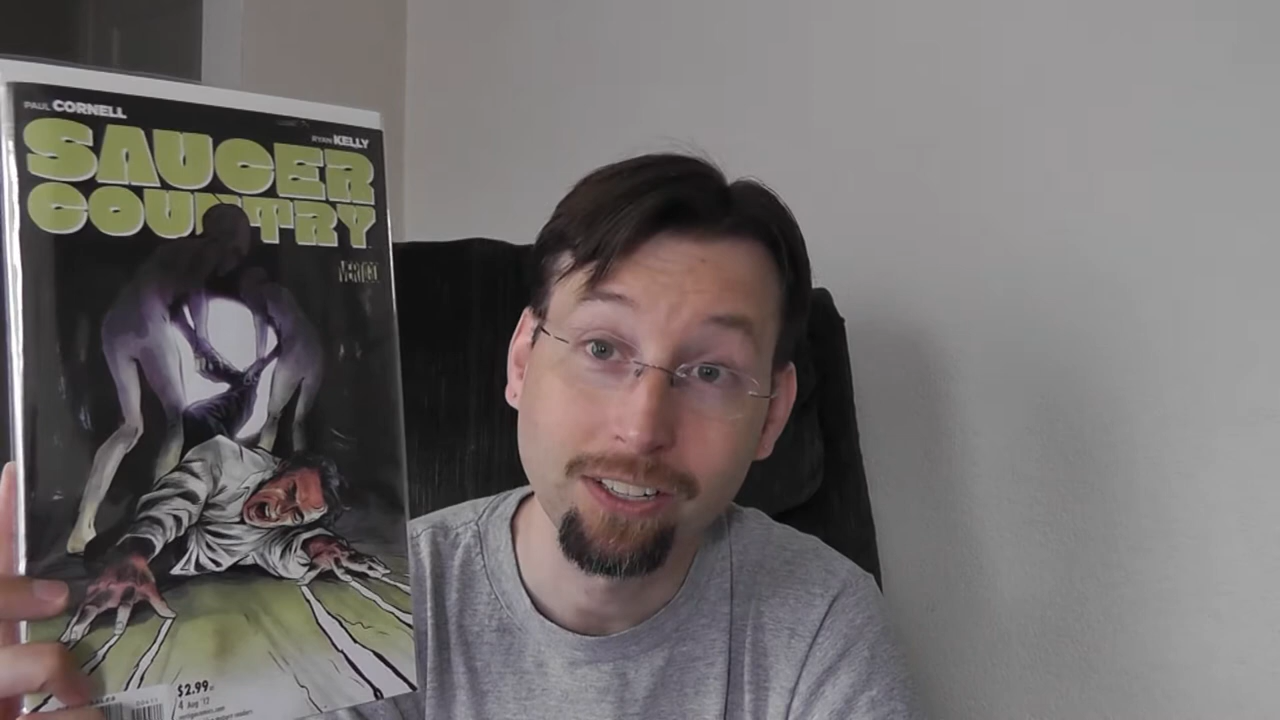 PAUL CORNELL
RYAN KELLY
SAUCER
COUNTRY
VERTIGO
$2.99
4 Aug '12